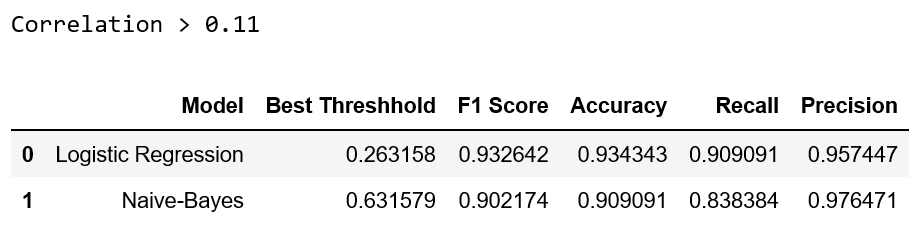 Correlation > 0.11
Model Best Threshhold F1 Score Accuracy Recall Precision
0 Logistic Regression 0.263158 0.932642 0.934343 0.909091 0.957447
1 Naive-Bayes 0.631579 0.902174 0.909091 0.838384 0.976471